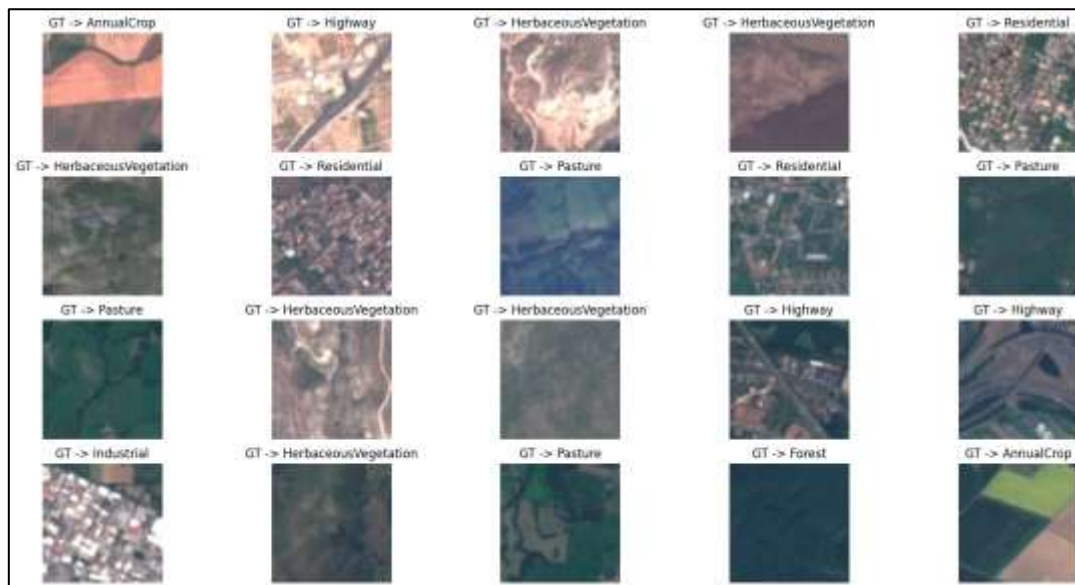 GT -> AnnualCrop
GT -> Highway
GT -> HerbaceousVegetation
GT -> HerbaceousVegetation
GT -> Residential
GT -> HerbaceousVegetation
GT -> Residential
GT -> Pasture
GT -> Residential
GT -> Pasture
GT -> Pasture
GT -> HerbaceousVegetation
GT -> HerbaceousVegetation
GT -> Highway
GT -> Highway
GT -> Industrial
GT -> HerbaceousVegetation
GT -> Pasture
GT -> Forest
GT -> AnnualCrop